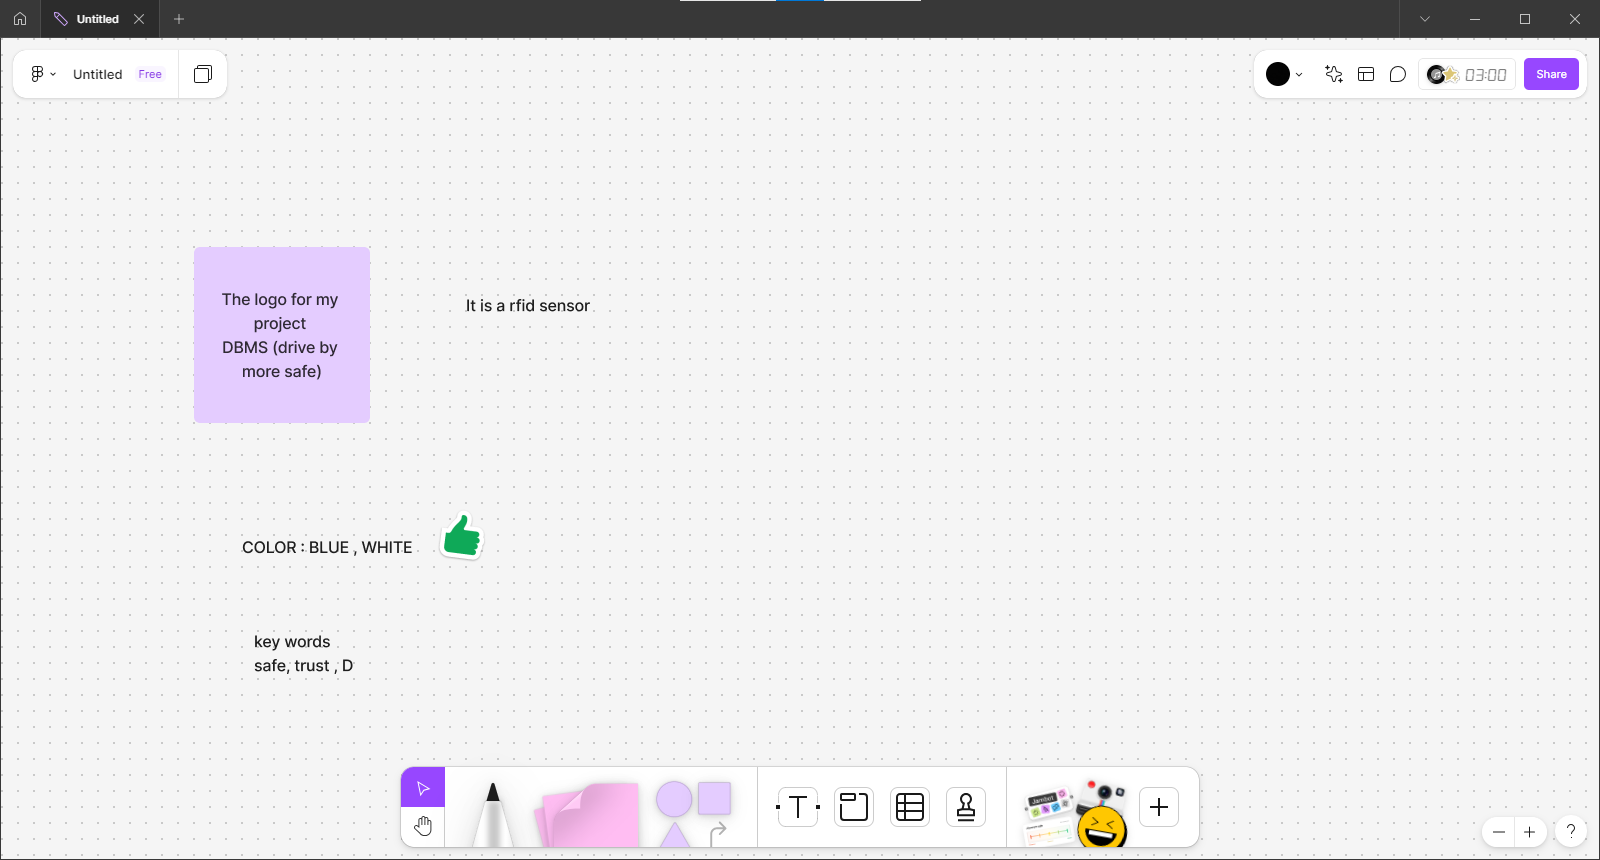 Untitled
Untitled Free
03:00
Share
The logo for my
project
DBMS (drive by
more safe)
It is a rfid sensor
COLOR : BLUE , WHITE
key words
safe, trust , D
T
Jambot
?